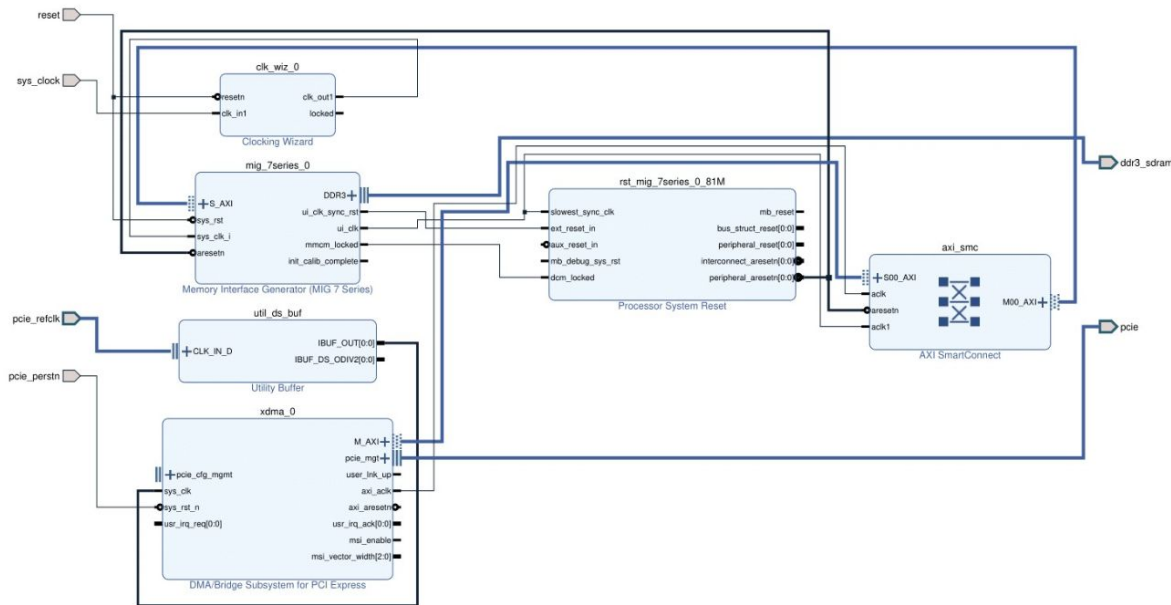 reset
sys_clock
clk_wiz_0
resetn
clk_in1
clk_out1
locked
Clocking Wizard
mig_7series_0
S_AXI
sys_rst
sys_clk_i
aresetn
DDR3
ui_clk_sync_rst
ui_clk
mmcm_locked
init_calib_complete
Memory Interface Generator (MIG 7 Series)
rst_mig_7series_0_81M
slowest_sync_clk
ext_reset_in
aux_reset_in
mb_debug_sys_rst
dcm_locked
mb_reset
bus_struct_reset[0:0]
peripheral_reset[0:0]
interconnect_aresetn[0:0]
peripheral_aresetn[0:0]
Processor System Reset
axi_smc
S00_AXI
aclk
aresetn
aclk1
M00_AXI
AXI SmartConnect
ddr3_sdram
pcie
pcie_refclk
pcie_perstn
util_ds_buf
CLK_IN_D
IBUF_OUT[0:0]
IBUF_DS_ODIV2[0:0]
Utility Buffer
xdma_0
pcie_cfg_mgmt
sys_clk
sys_rst_n
usr_irq_req[0:0]
M_AXI
pcie_mgt
user_lnk_up
axi_aclk
axi_aresetn
usr_irq_ack[0:0]
msi_enable
msi_vector_width[2:0]
DMA/Bridge Subsystem for PCI Express